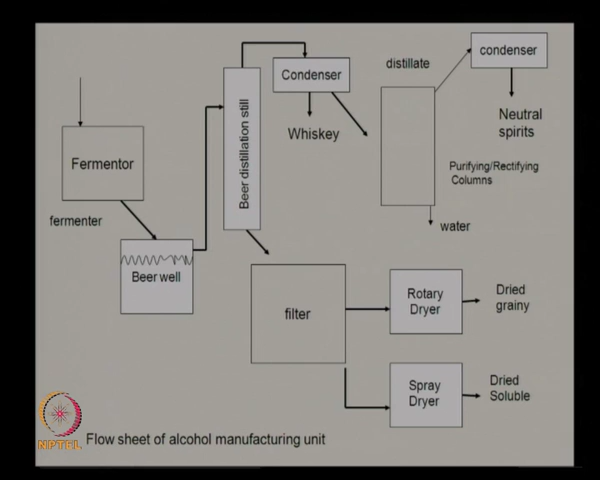 condenser
distillate
Condenser
Neutral
spirits
Whiskey
Beer distillation still
Fermentor
Purifying/Rectifying
Columns
fermenter
water
Beer well
filter
Rotary
Dryer
Dried
grainy
Spray
Dryer
Dried
Soluble
NPTEL
Flow sheet of alcohol manufacturing unit